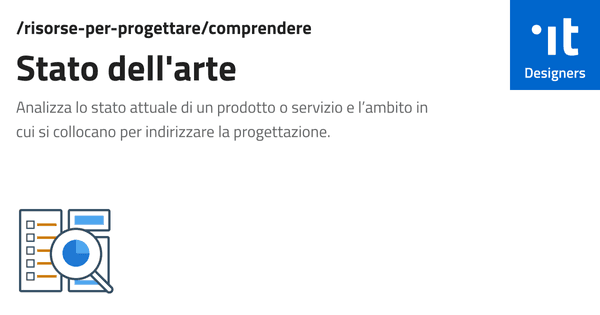 /risorse-per-progettare/comprendere
Stato dell'arte
Analizza lo stato attuale di un prodotto o servizio e l’ambito in
cui si collocano per indirizzare la progettazione.
it
Designers